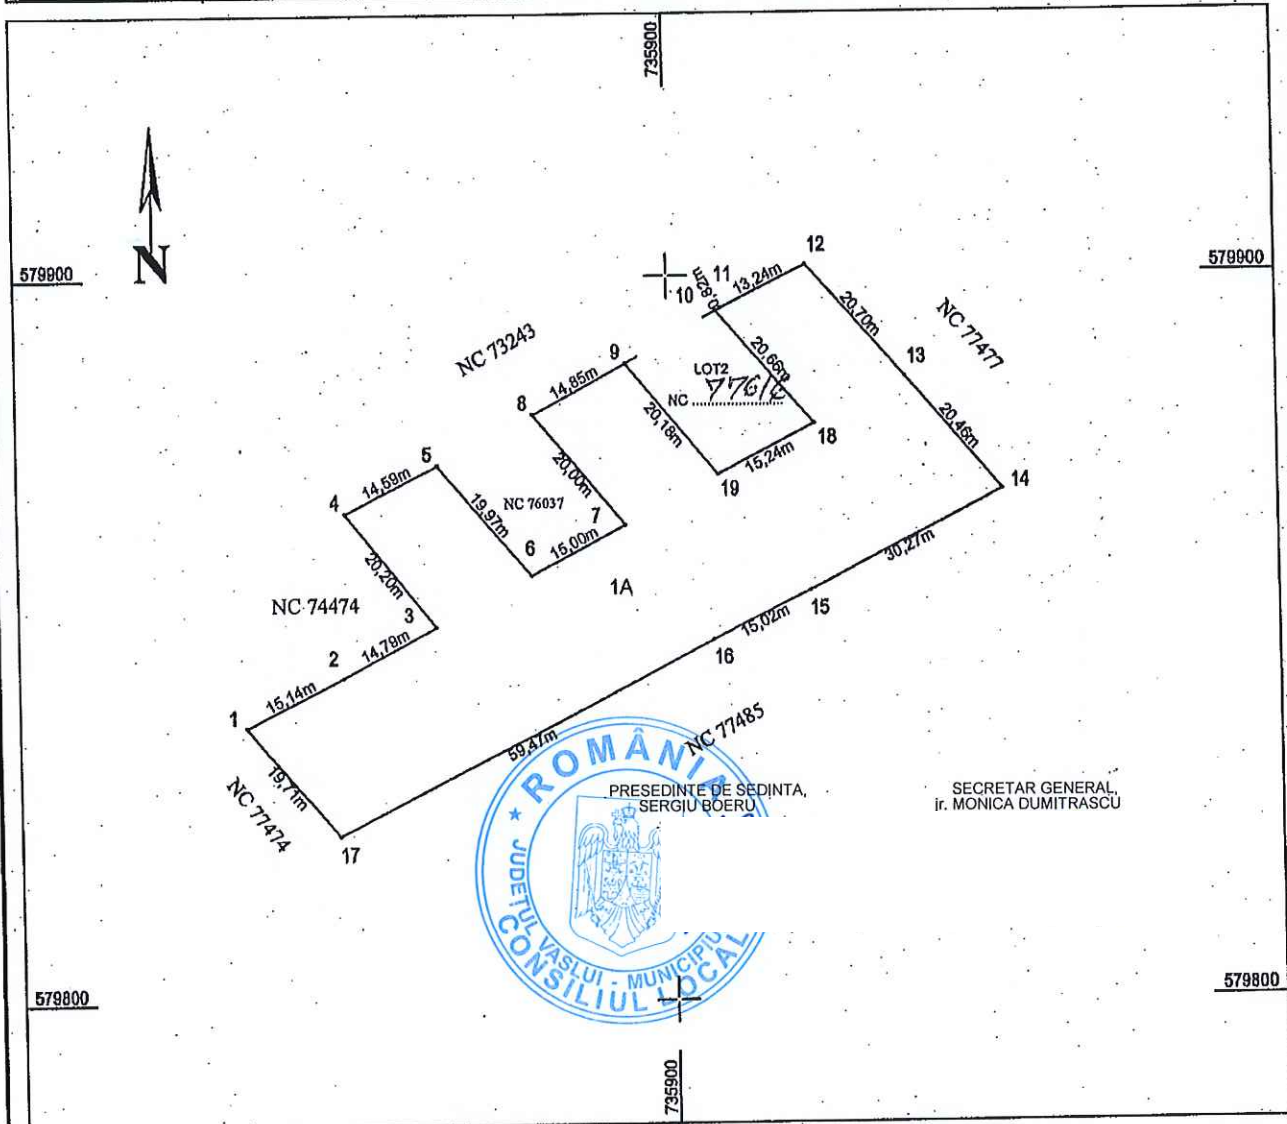 735900
N
579900
579900
12
11
10
0,82m
13,24m
20,70m
13
NC 77477
NC 73243
9
20,66m
LOT2
NC
14,85m
8
20,18m
20,46m
18
15,24m
14
19
5
14,59m
4
20,00m
19,97m
NC 76037
7
6
15,00m
30,27m
20,20m
1A
15
NC 74474
3
15,02m
14,79m
2
16
15,14m
1
NC 77485
59,47m
19,71m
NC 77474
17
ROMÂNIA
PRESEDINTE DE SEDINTA,
SERGIU BOERU
SECRETAR GENERAL,
ir. MONICA DUMITRASCU
JUDEȚUL VASLUI - MUNICIPIU
CONSILIUL LOCAL
579800
579800
735900